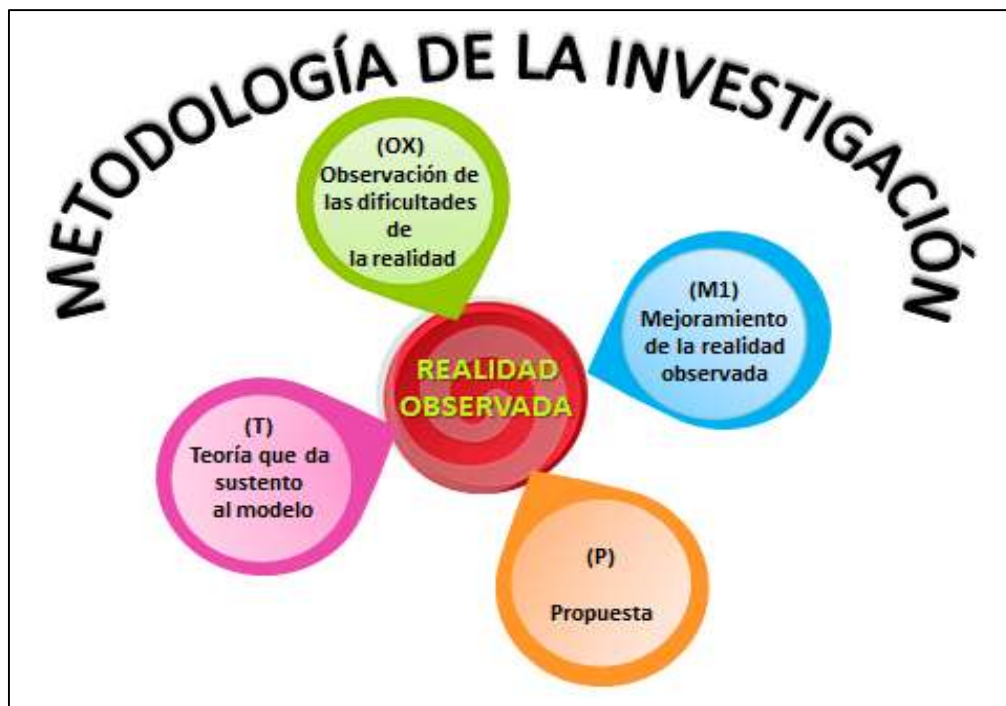 METODOLOGÍA DE LA INVESTIGACIÓN
(OX)
Observación de
las dificultades
de
la realidad
(M1)
Mejoramiento
de la realidad
observada
REALIDAD
OBSERVADA
(T)
Teoría que da
sustento
al modelo
(P)
Propuesta